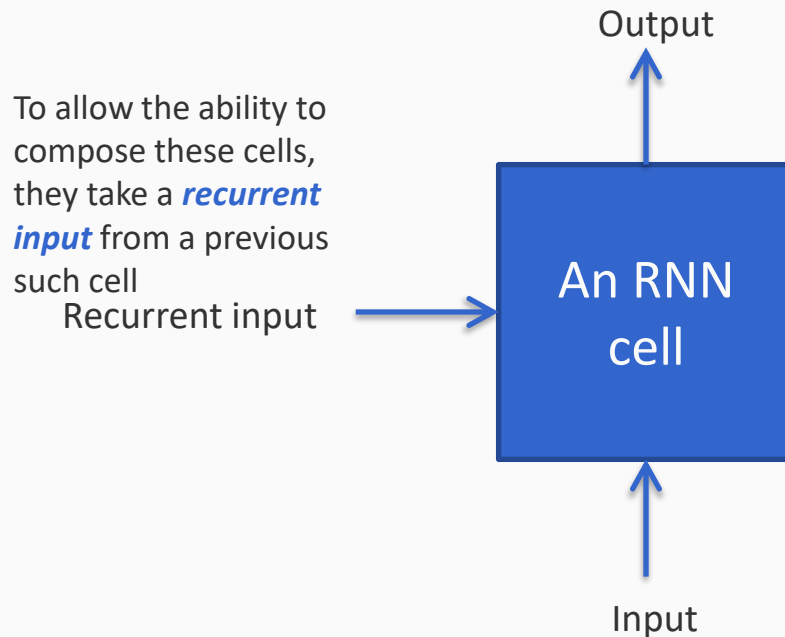 Output
To allow the ability to
compose these cells,
they take a recurrent
input from a previous
such cell
Recurrent input
An RNN
cell
Input